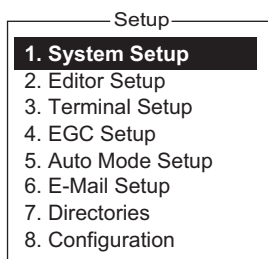 Setup
1. System Setup
2. Editor Setup
3. Terminal Setup
4. EGC Setup
5. Auto Mode Setup
6. E-Mail Setup
7. Directories
8. Configuration